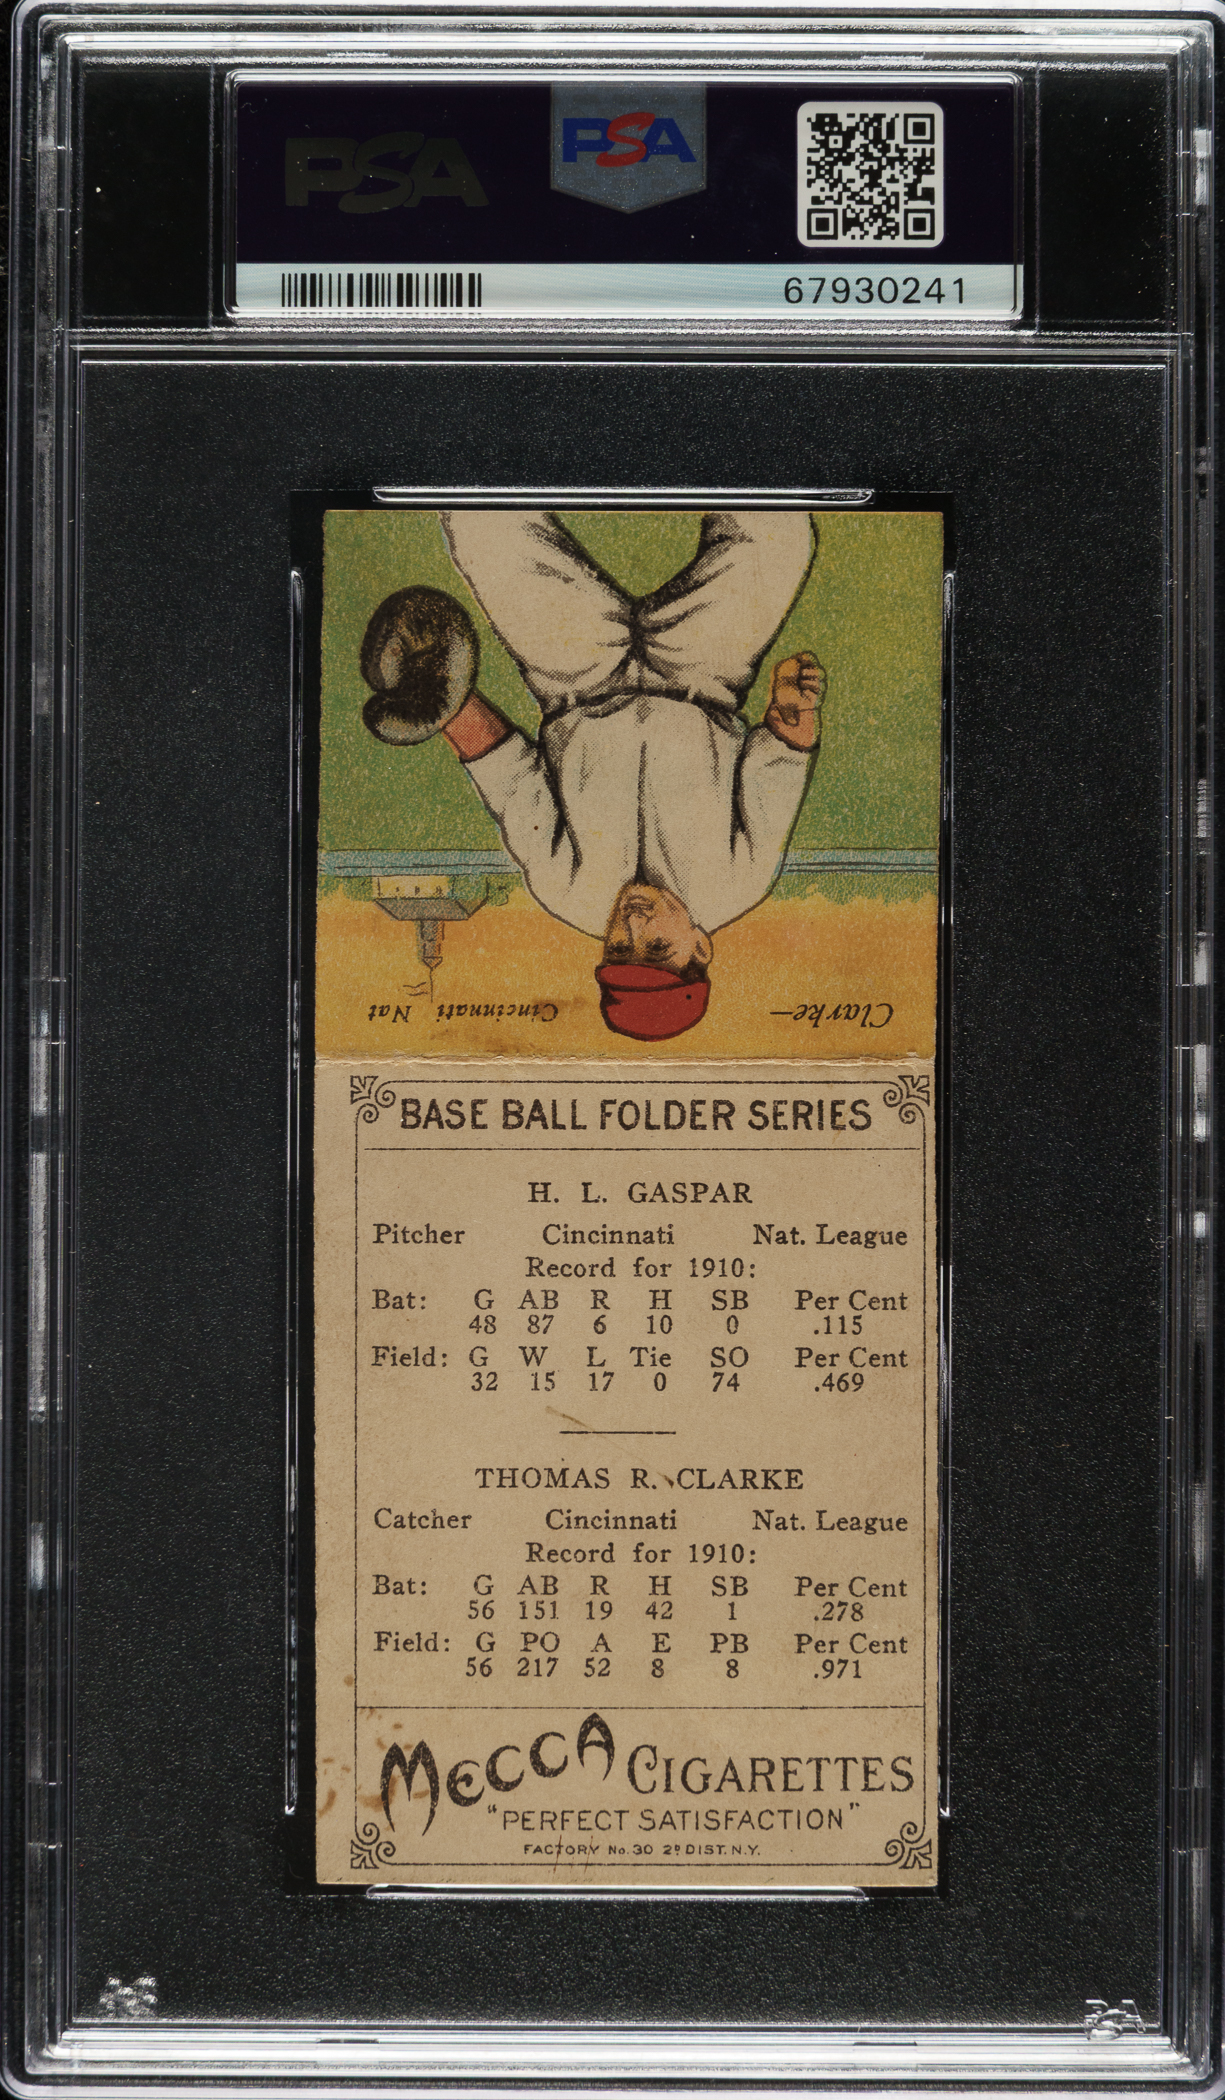 PSA
PSA
67930241
Clarke— Cincinnati Nat
BASE BALL FOLDER SERIES
H. L. GASPAR
Pitcher Cincinnati Nat. League
Record for 1910:
Bat: G AB R H SB Per Cent
48 87 6 10 0 .115
Field: G W L Tie SO Per Cent
32 15 17 0 74 .469
THOMAS R. CLARKE
Catcher Cincinnati Nat. League
Record for 1910:
Bat: G AB R H SB Per Cent
56 151 19 42 1 .278
Field: G PO A E PB Per Cent
56 217 52 8 8 .971
MECCA CIGARETTES
"PERFECT SATISFACTION"
FACTORY No. 30 2D DIST. N.Y.
PSA